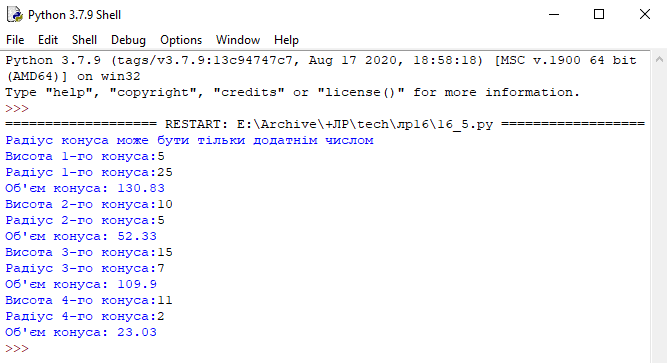 Python 3.7.9 Shell
File Edit Shell Debug Options Window Help
Python 3.7.9 (tags/v3.7.9:13c94747c7, Aug 17 2020, 18:58:18) [MSC v.1900 64 bit
(AMD64)] on win32
Type "help", "copyright", "credits" or "license()" for more information.
>>>
=================== RESTART: E:\Archive\+ЛР\tech\лр16\16_5.py ==================
Радіус конуса може бути тільки додатнім числом
Висота 1-го конуса:5
Радіус 1-го конуса:25
Об'єм конуса: 130.83
Висота 2-го конуса:10
Радіус 2-го конуса:5
Об'єм конуса: 52.33
Висота 3-го конуса:15
Радіус 3-го конуса:7
Об'єм конуса: 109.9
Висота 4-го конуса:11
Радіус 4-го конуса:2
Об'єм конуса: 23.03
>>>